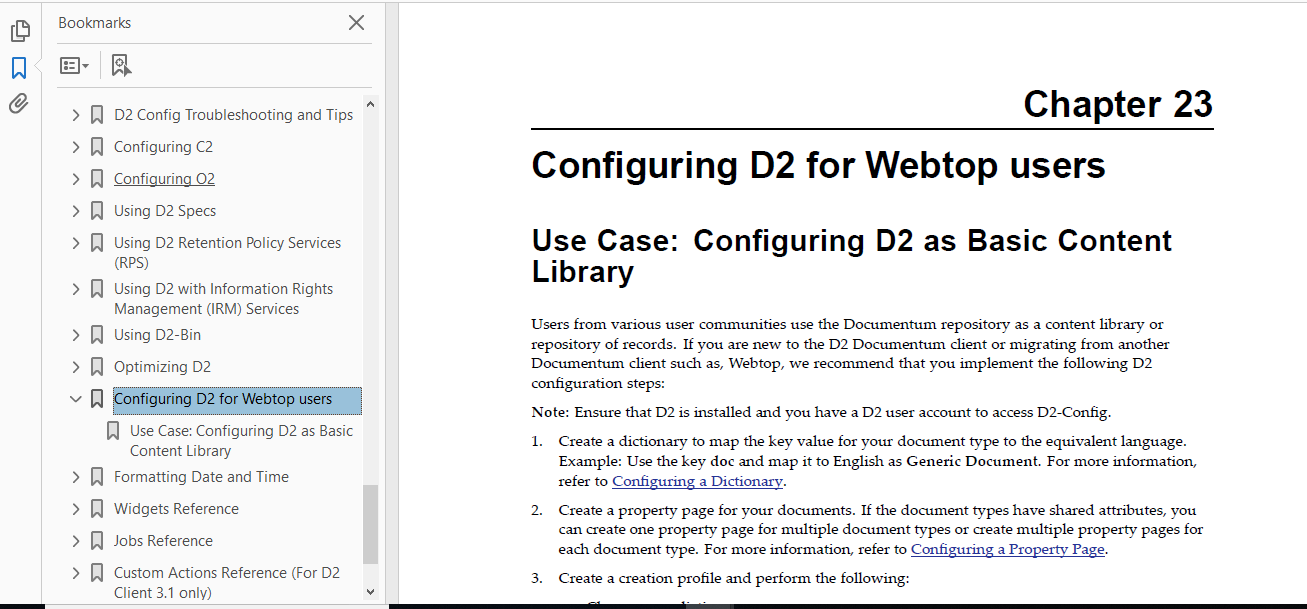 Bookmarks
D2 Config Troubleshooting and Tips
Configuring C2
Configuring O2
Using D2 Specs
Using D2 Retention Policy Services
(RPS)
Using D2 with Information Rights
Management (IRM) Services
Using D2-Bin
Optimizing D2
Configuring D2 for Webtop users
Use Case: Configuring D2 as Basic
Content Library
Formatting Date and Time
Widgets Reference
Jobs Reference
Custom Actions Reference (For D2
Client 3.1 only)
Chapter 23
Configuring D2 for Webtop users
Use Case: Configuring D2 as Basic Content
Library
Users from various user communities use the Documentum repository as a content library or
repository of records. If you are new to the D2 Documentum client or migrating from another
Documentum client such as, Webtop, we recommend that you implement the following D2
configuration steps:
Note: Ensure that D2 is installed and you have a D2 user account to access D2-Config.
1. Create a dictionary to map the key value for your document type to the equivalent language.
Example: Use the key doc and map it to English as Generic Document. For more information,
refer to Configuring a Dictionary.
2. Create a property page for your documents. If the document types have shared attributes, you
can create one property page for multiple document types or create multiple property pages for
each document type. For more information, refer to Configuring a Property Page.
3. Create a creation profile and perform the following: